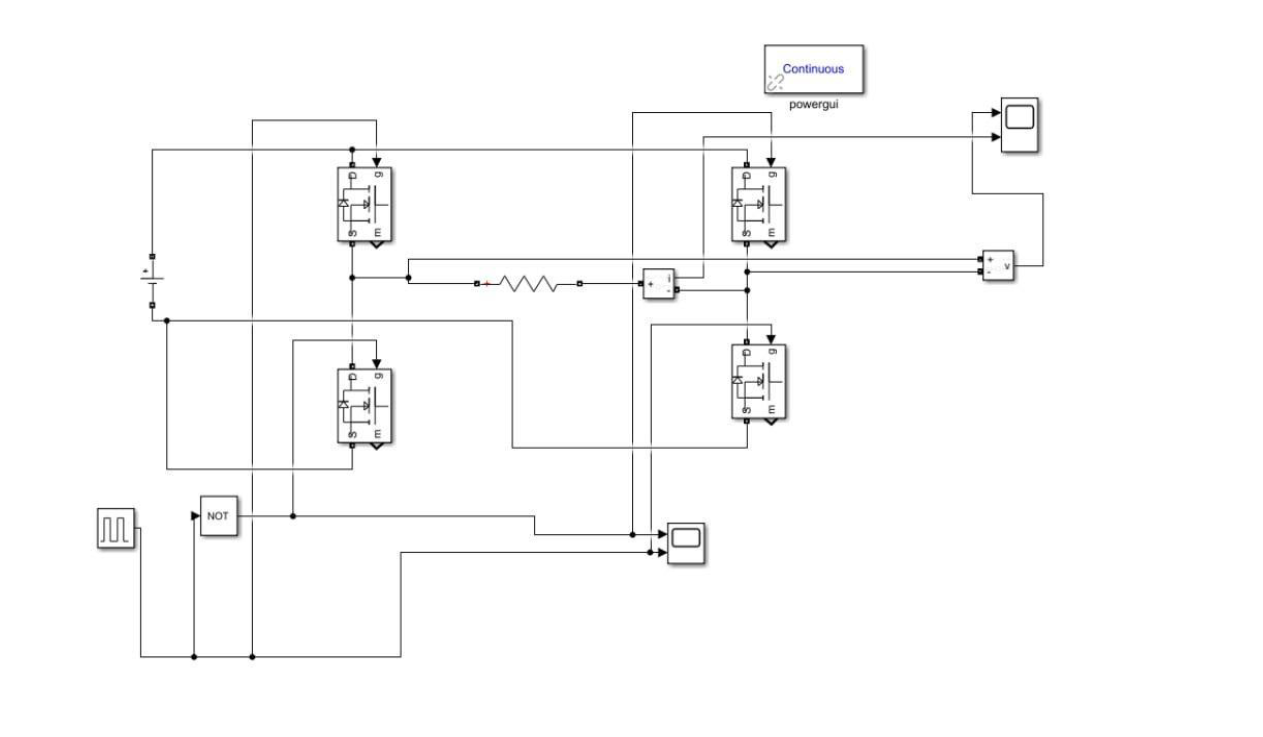 Continuous
powergui
D g
S m
D g
S m
+ i
-
+ v
-
D g
S m
D g
S m
NOT
+
+